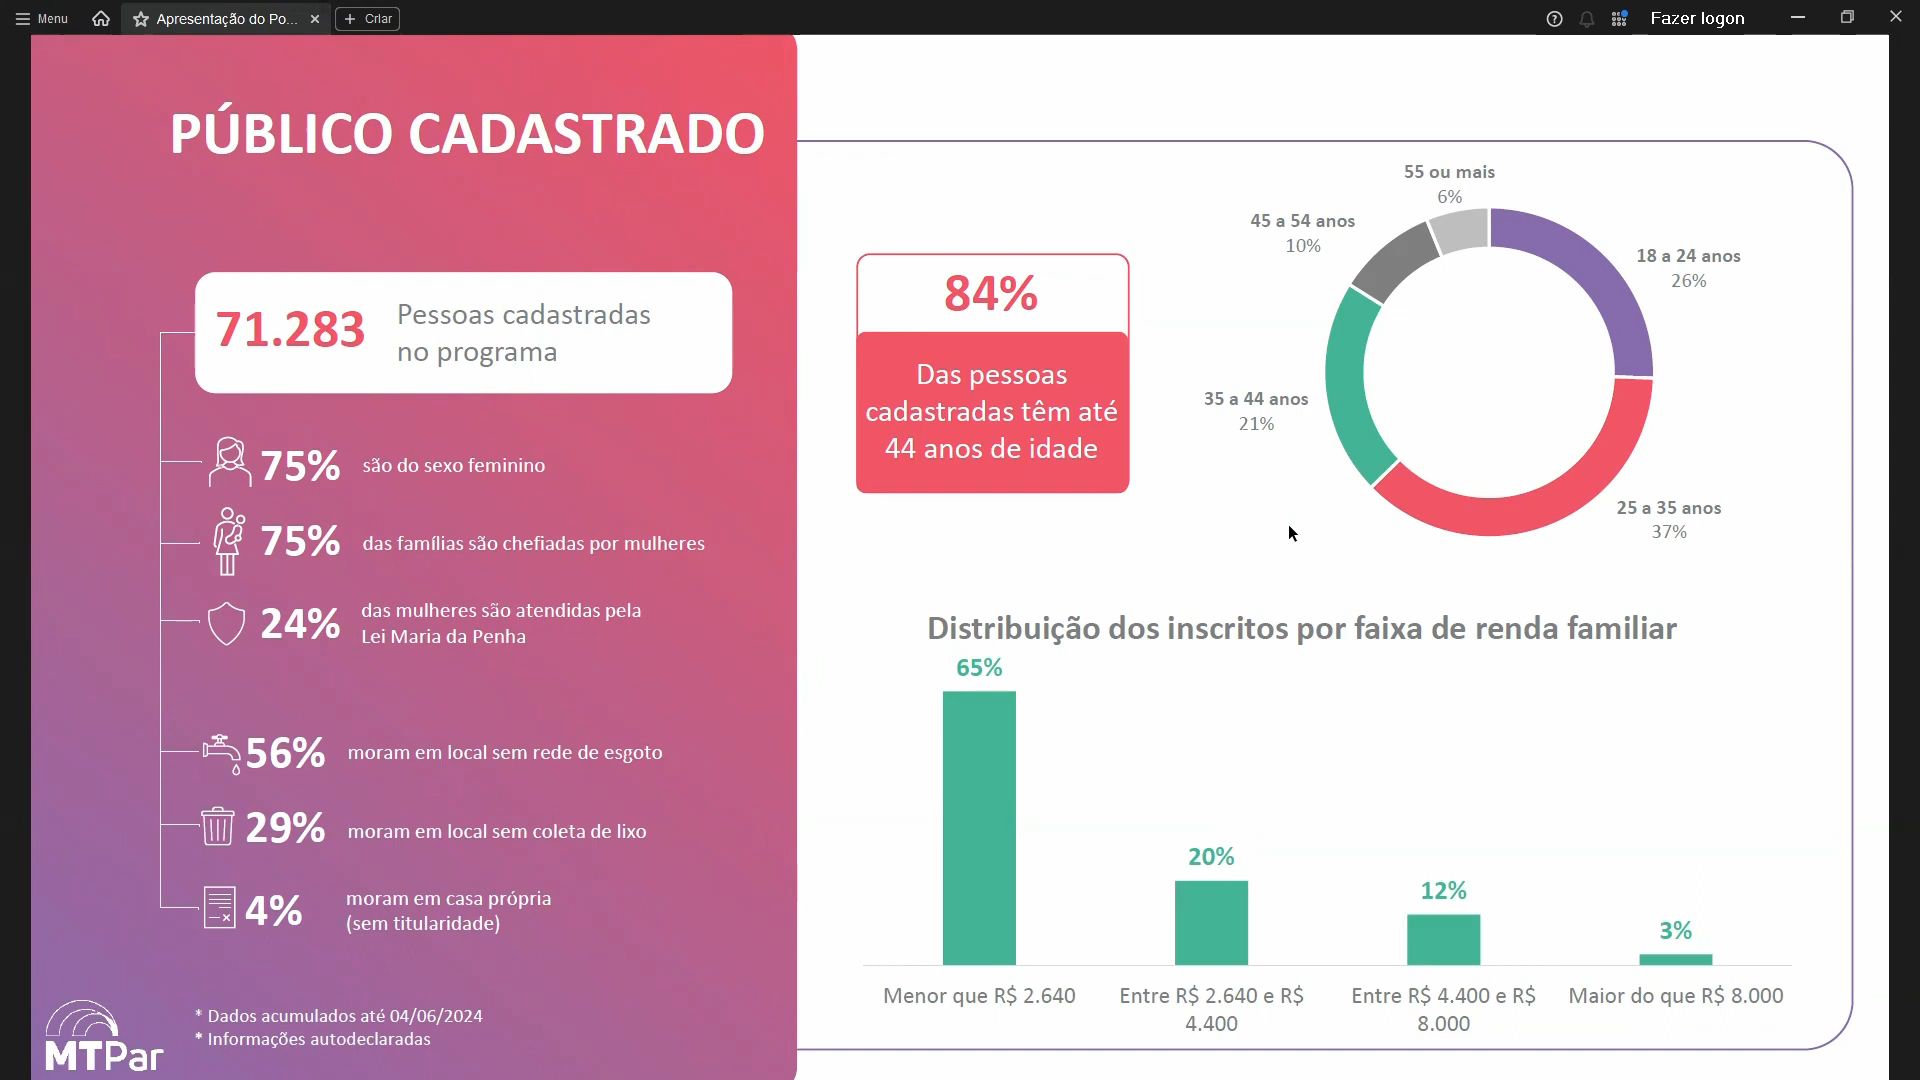 Menu
Apresentação do Po...
Criar
Fazer logon
PÚBLICO CADASTRADO
71.283
Pessoas cadastradas
no programa
75%
são do sexo feminino
75%
das famílias são chefiadas por mulheres
24%
das mulheres são atendidas pela
Lei Maria da Penha
56%
moram em local sem rede de esgoto
29%
moram em local sem coleta de lixo
4%
moram em casa própria
(sem titularidade)
* Dados acumulados até 04/06/2024
* Informações autodeclaradas
MTPar
84%
Das pessoas
cadastradas têm até
44 anos de idade
55 ou mais
6%
45 a 54 anos
10%
18 a 24 anos
26%
35 a 44 anos
21%
25 a 35 anos
37%
Distribuição dos inscritos por faixa de renda familiar
65%
20%
12%
3%
Menor que R$ 2.640
Entre R$ 2.640 e R$
4.400
Entre R$ 4.400 e R$
8.000
Maior do que R$ 8.000